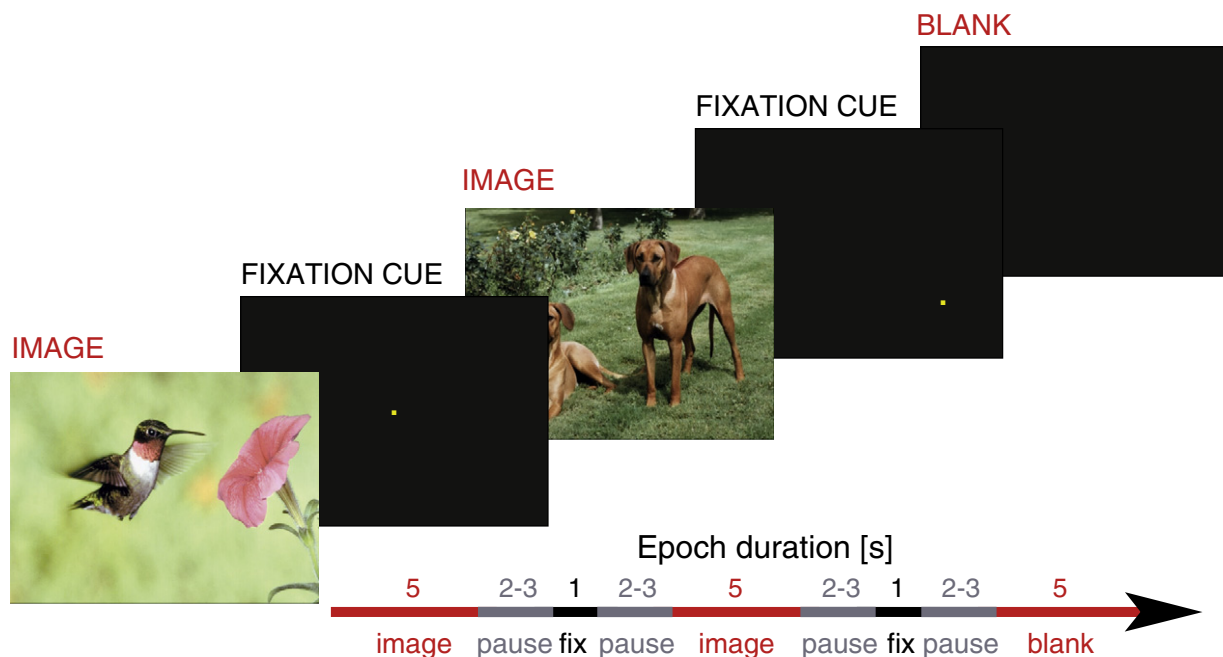 BLANK
FIXATION CUE
IMAGE
FIXATION CUE
IMAGE
Epoch duration [s]
5 2-3 1 2-3 5 2-3 1 2-3 5
image pause fix pause image pause fix pause blank